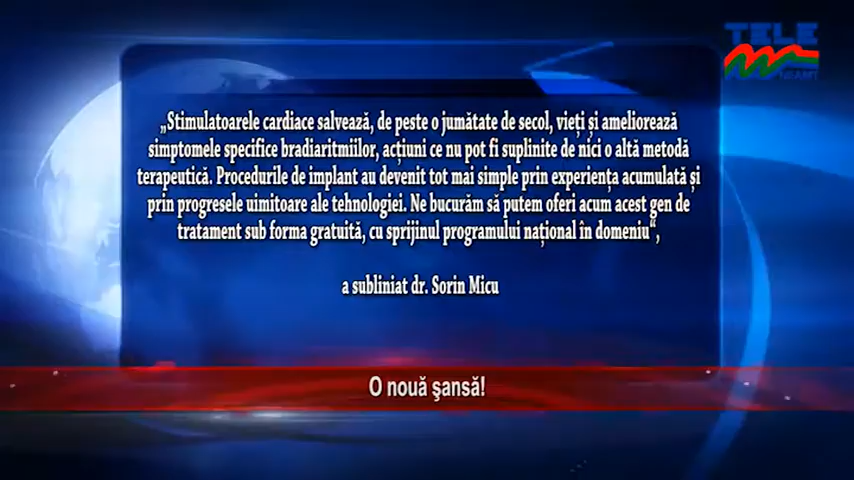 TELE
NEAMȚ
„Stimulatoarele cardiace salvează, de peste o jumătate de secol, vieți și ameliorează
simptomele specifice bradiaritmiilor, acțiuni ce nu pot fi suplinite de nici o altă metodă
terapeutică. Procedurile de implant au devenit tot mai simple prin experiența acumulată și
prin progresele uimitoare ale tehnologiei. Ne bucurăm să putem oferi acum acest gen de
tratament sub forma gratuită, cu sprijinul programului național în domeniu“,
a subliniat dr. Sorin Micu
O nouă şansă!